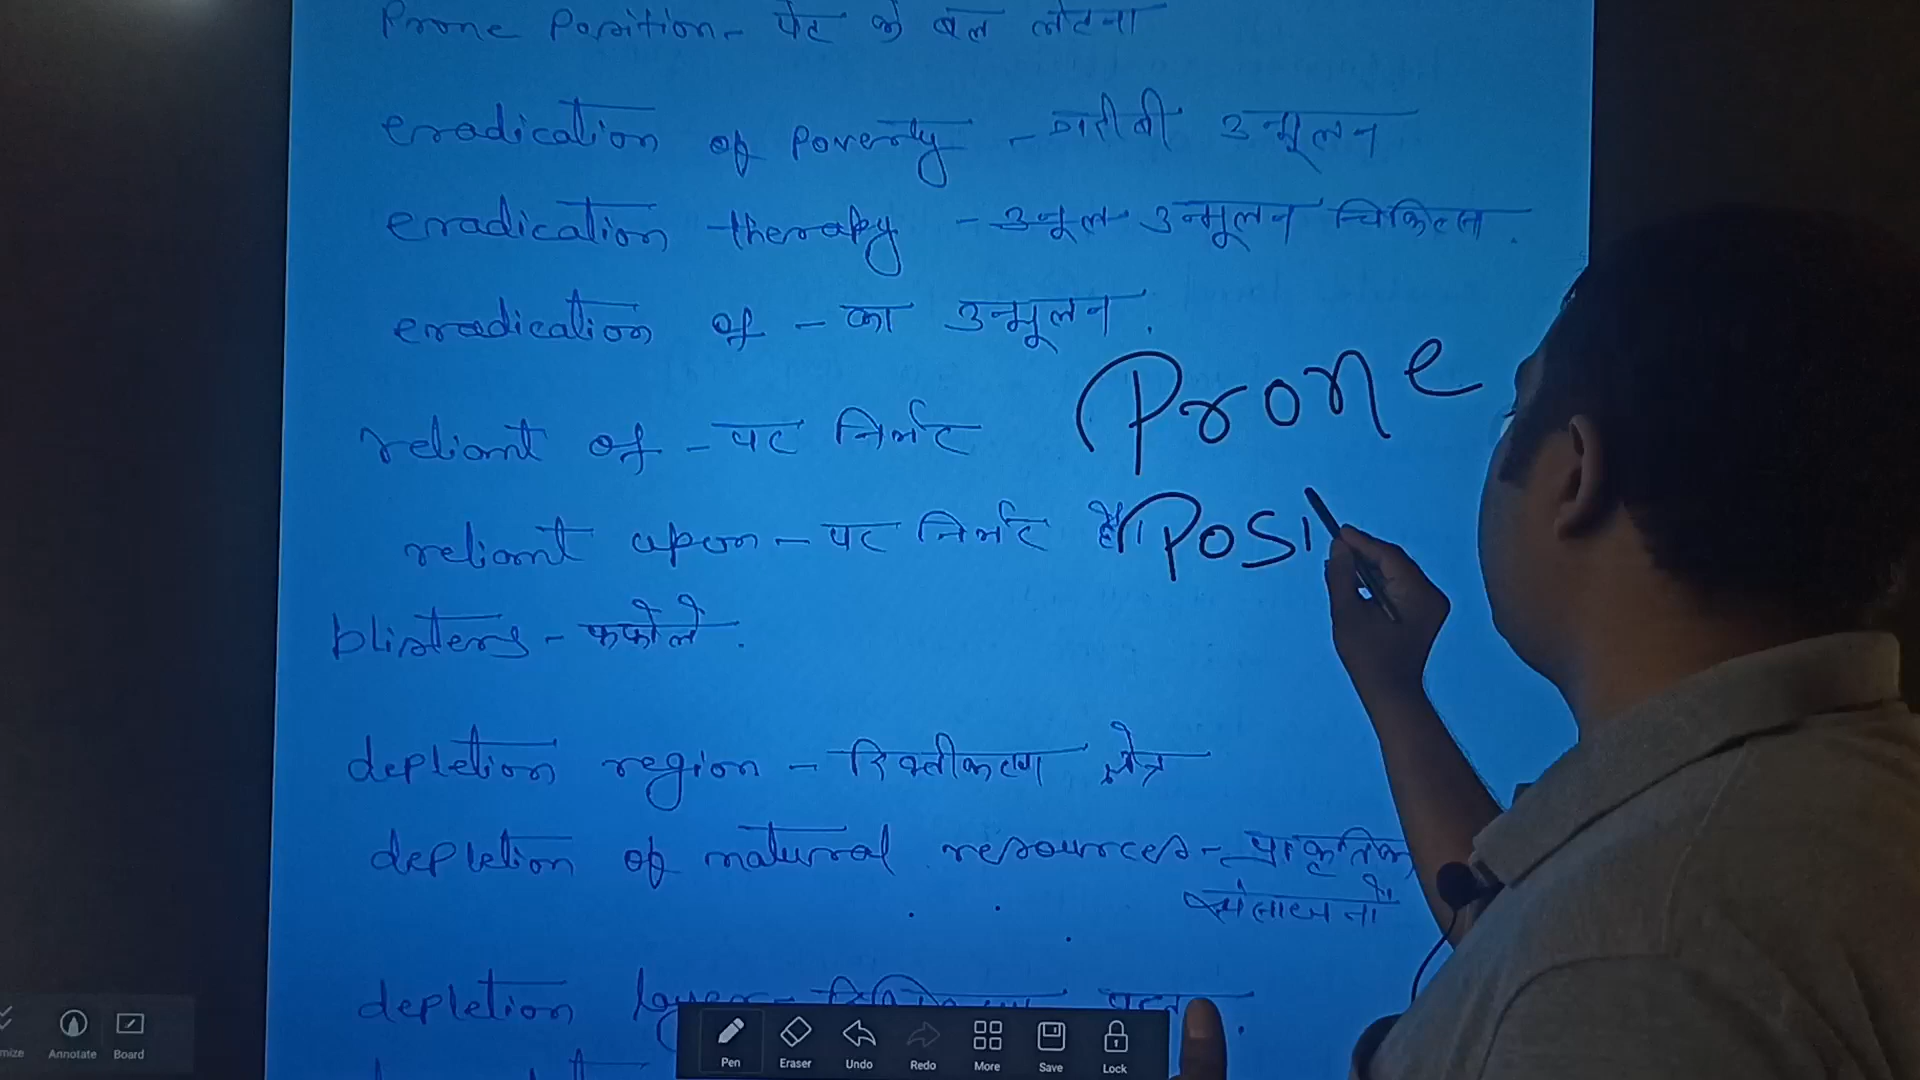 Prone Position - पेट के बल लेटना
eradication of poverty - गरीबी उन्मूलन
eradication therapy - उन्मूलन चिकित्सा.
eradication of - का उन्मूलन.
Prone
reliant of - पर निर्भर
reliant upon - पर निर्भर है।
Posi
blisters - फफोले.
depletion region - रिक्तीकरण क्षेत्र
depletion of natural resources - प्राकृतिक
संसाधनों
depletion layer -
Annotate Board
Pen Eraser Undo Redo More Save Lock